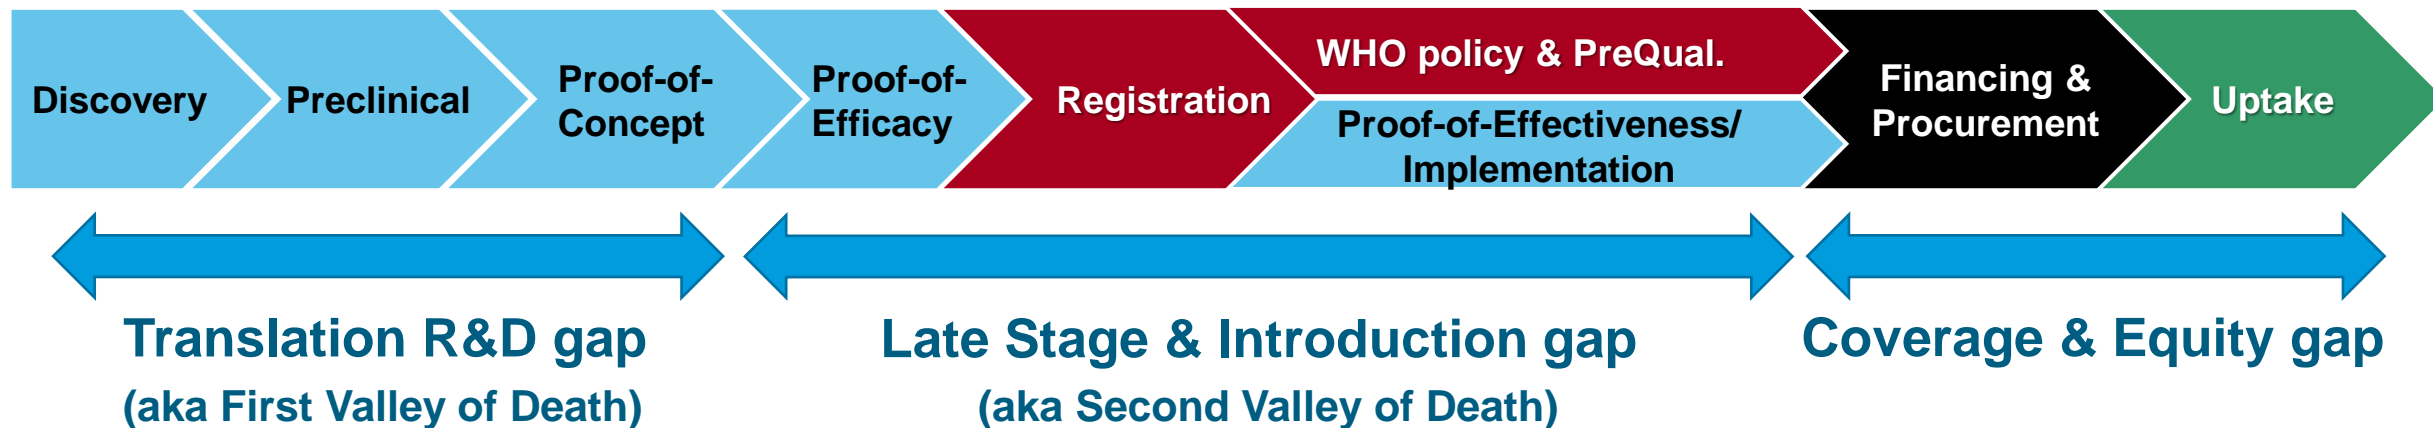 Discovery
Preclinical
Proof-of-
Concept
Proof-of-
Efficacy
Registration
WHO policy & PreQual.
Proof-of-Effectiveness/
Implementation
Financing &
Procurement
Uptake
Translation R&D gap
(aka First Valley of Death)
Late Stage & Introduction gap
(aka Second Valley of Death)
Coverage & Equity gap